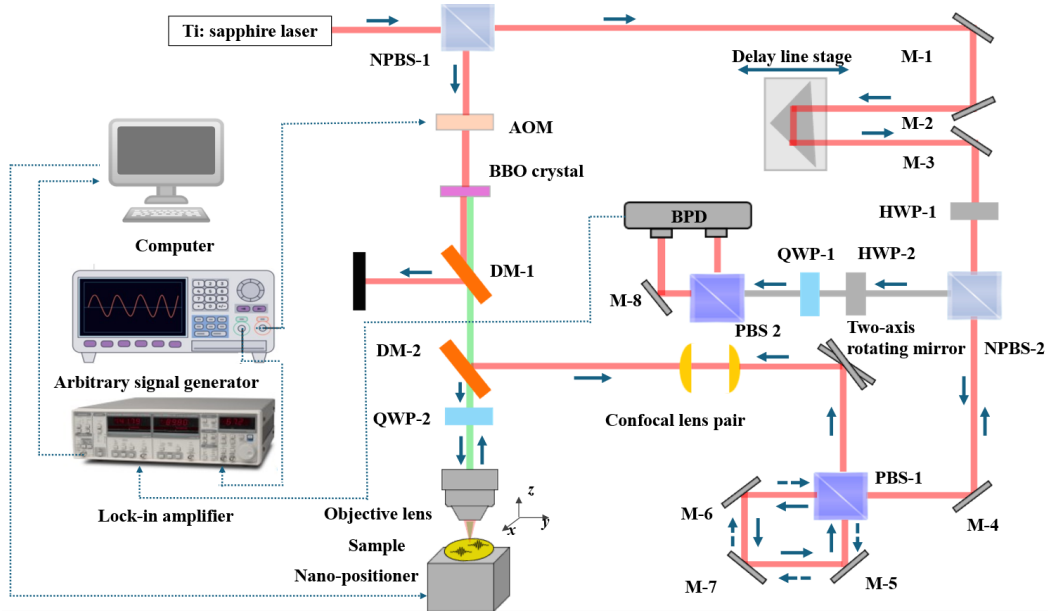 Ti: sapphire laser
NPBS-1
M-1
Delay line stage
M-2
M-3
AOM
BBO crystal
HWP-1
BPD
Computer
DM-1
QWP-1
HWP-2
M-8
PBS 2
Two-axis
rotating mirror
NPBS-2
DM-2
Arbitrary signal generator
QWP-2
Confocal lens pair
PBS-1
M-6
M-4
Lock-in amplifier
Objective lens
z
x
y
Sample
Nano-positioner
M-7
M-5